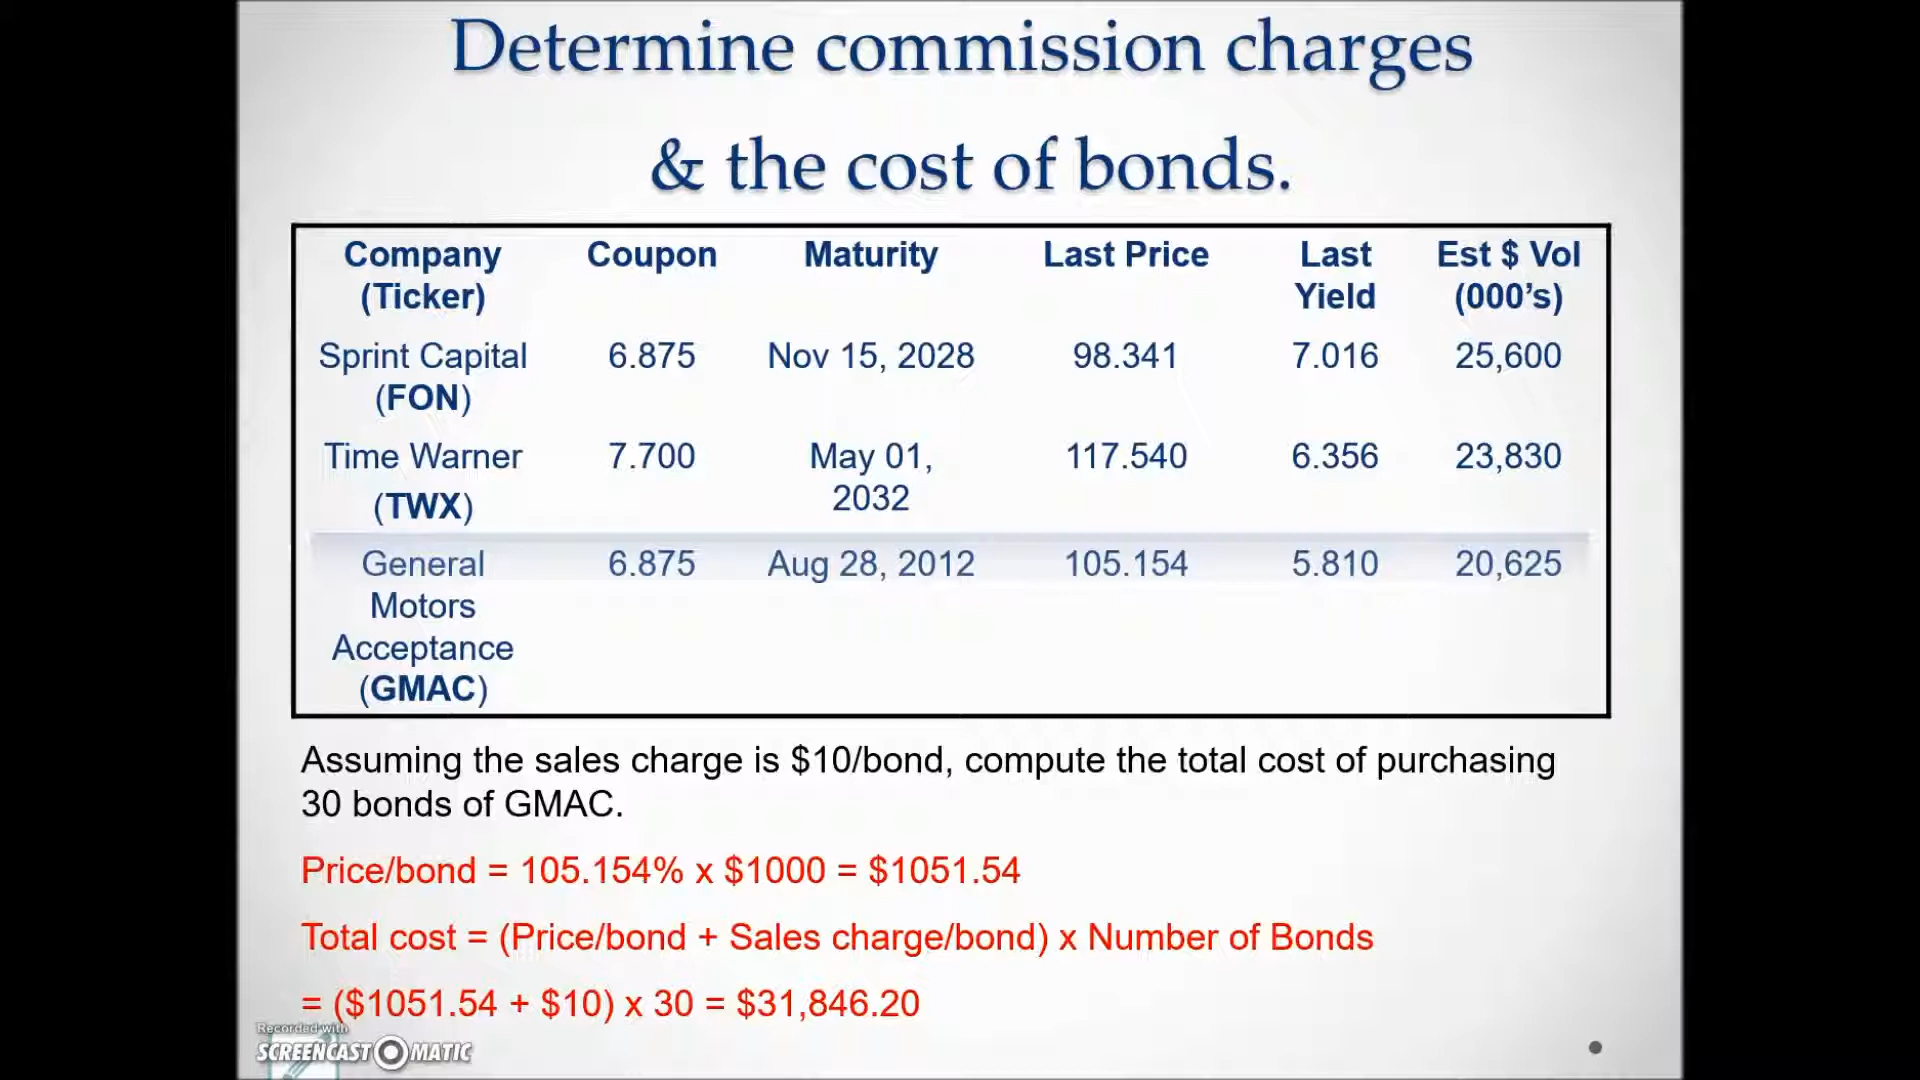 Determine commission charges
& the cost of bonds.
Company Coupon Maturity Last Price Last Est $ Vol
(Ticker) Yield (000’s)
Sprint Capital 6.875 Nov 15, 2028 98.341 7.016 25,600
(FON)
Time Warner 7.700 May 01, 117.540 6.356 23,830
(TWX) 2032
General 6.875 Aug 28, 2012 105.154 5.810 20,625
Motors
Acceptance
(GMAC)
Assuming the sales charge is $10/bond, compute the total cost of purchasing
30 bonds of GMAC.
Price/bond = 105.154% x $1000 = $1051.54
Total cost = (Price/bond + Sales charge/bond) x Number of Bonds
= ($1051.54 + $10) x 30 = $31,846.20
Recorded with
SCREENCAST O MATIC